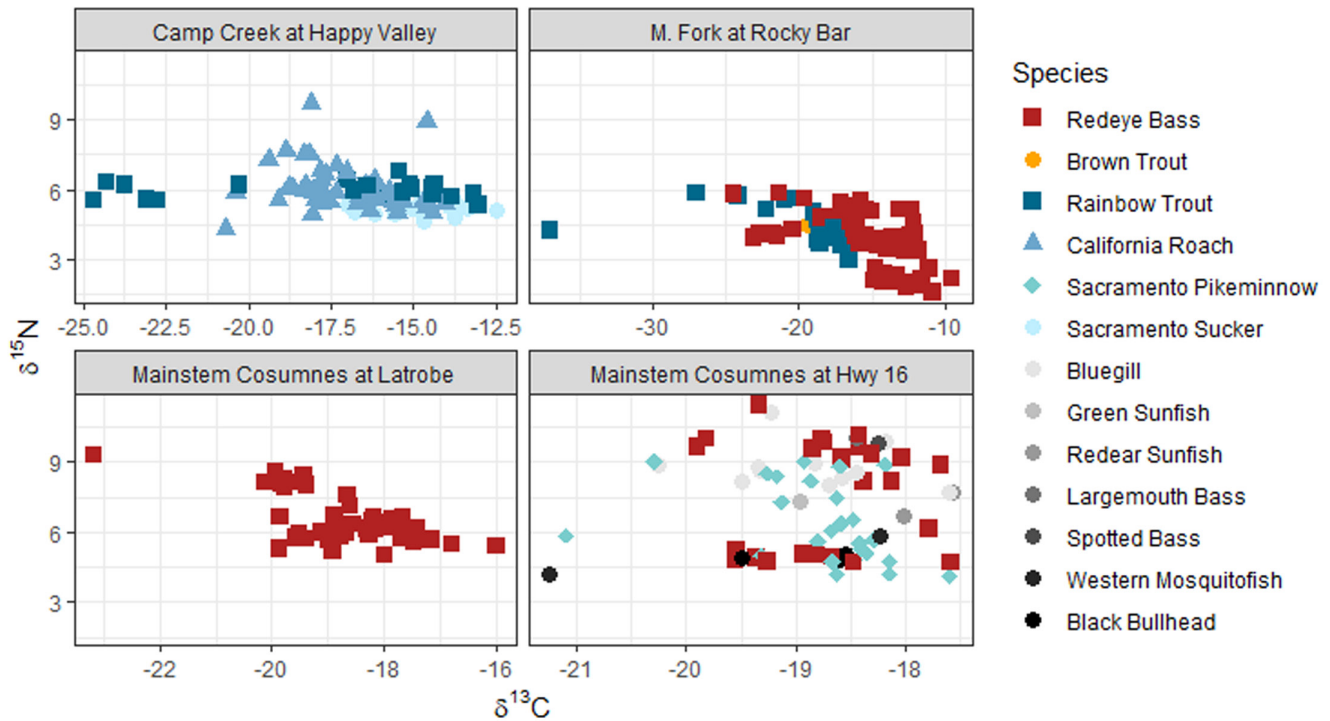 Camp Creek at Happy Valley
M. Fork at Rocky Bar
9
6
3
-25.0 -22.5 -20.0 -17.5 -15.0 -12.5
-30 -20 -10
Mainstem Cosumnes at Latrobe
Mainstem Cosumnes at Hwy 16
9
6
3
-22 -20 -18 -16
-21 -20 -19 -18
δ15N
δ13C
Species
Redeye Bass
Brown Trout
Rainbow Trout
California Roach
Sacramento Pikeminnow
Sacramento Sucker
Bluegill
Green Sunfish
Redear Sunfish
Largemouth Bass
Spotted Bass
Western Mosquitofish
Black Bullhead